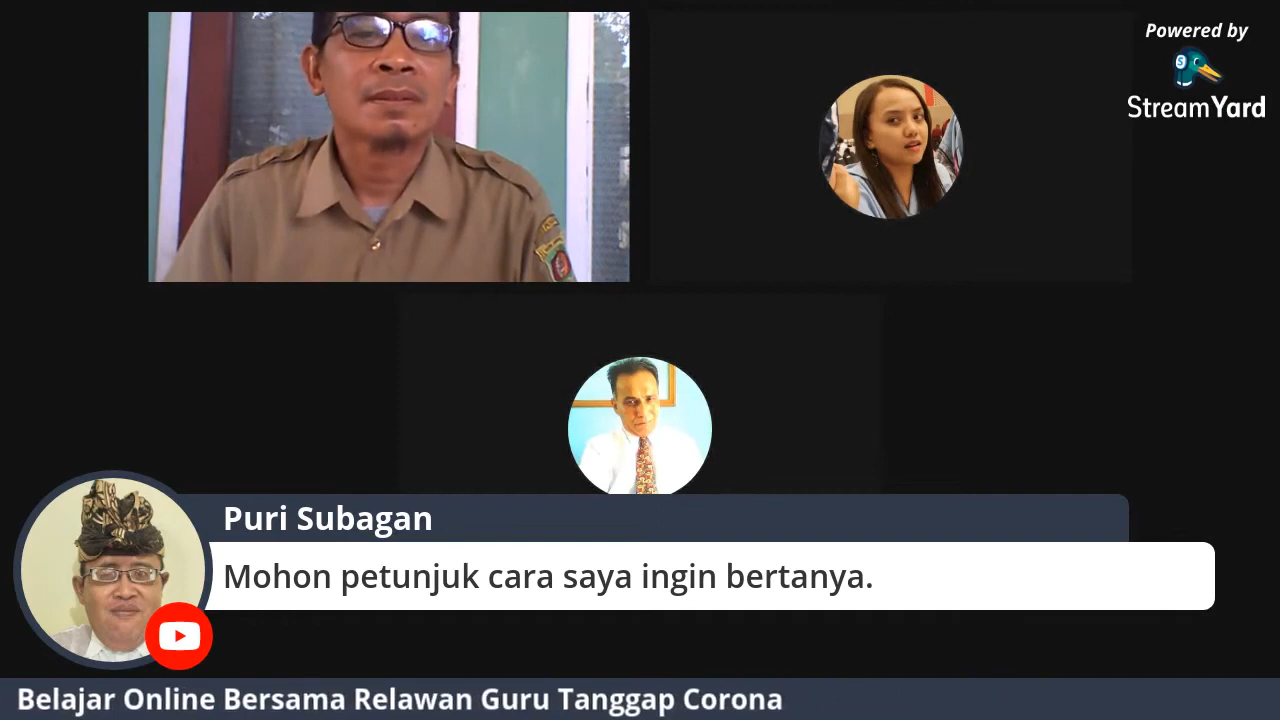 Powered by
StreamYard
Puri Subagan
Mohon petunjuk cara saya ingin bertanya.
Belajar Online Bersama Relawan Guru Tanggap Corona